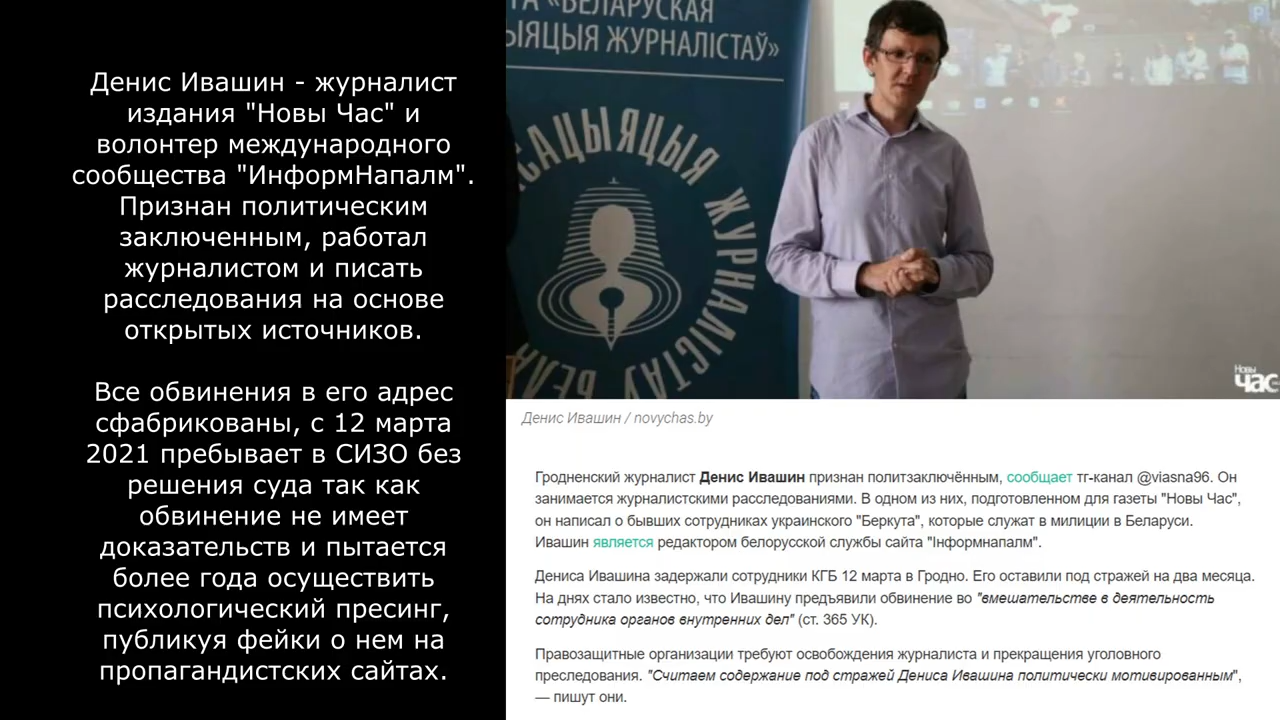 Денис Ивашин - журналист
издания "Новы Час" и
волонтер международного
сообщества "ИнформНапалм".
Признан политическим
заключенным, работал
журналистом и писать
расследования на основе
открытых источников.
Все обвинения в его адрес
сфабрикованы, с 12 марта
2021 пребывает в СИЗО без
решения суда так как
обвинение не имеет
доказательств и пытается
более года осуществить
психологический пресинг,
публикуя фейки о нем на
пропагандистских сайтах.
ТА «БЕЛАРУСКАЯ
ЫЯЦЫЯ ЖУРНАЛІСТАЎ»
АСАЦЫЯЦЫЯ ЖУРНАЛІСТАЎ БЕЛА
Новы
Час
Денис Ивашин / novychas.by
Гродненский журналист Денис Ивашин признан политзаключённым, сообщает тг-канал @viasna96. Он
занимается журналистскими расследованиями. В одном из них, подготовленном для газеты "Новы Час",
он написал о бывших сотрудниках украинского "Беркута", которые служат в милиции в Беларуси.
Ивашин является редактором белорусской службы сайта "Інформнапалм".
Дениса Ивашина задержали сотрудники КГБ 12 марта в Гродно. Его оставили под стражей на два месяца.
На днях стало известно, что Ивашину предъявили обвинение во "вмешательстве в деятельность
сотрудника органов внутренних дел" (ст. 365 УК).
Правозащитные организации требуют освобождения журналиста и прекращения уголовного
преследования. "Считаем содержание под стражей Дениса Ивашина политически мотивированным",
— пишут они.